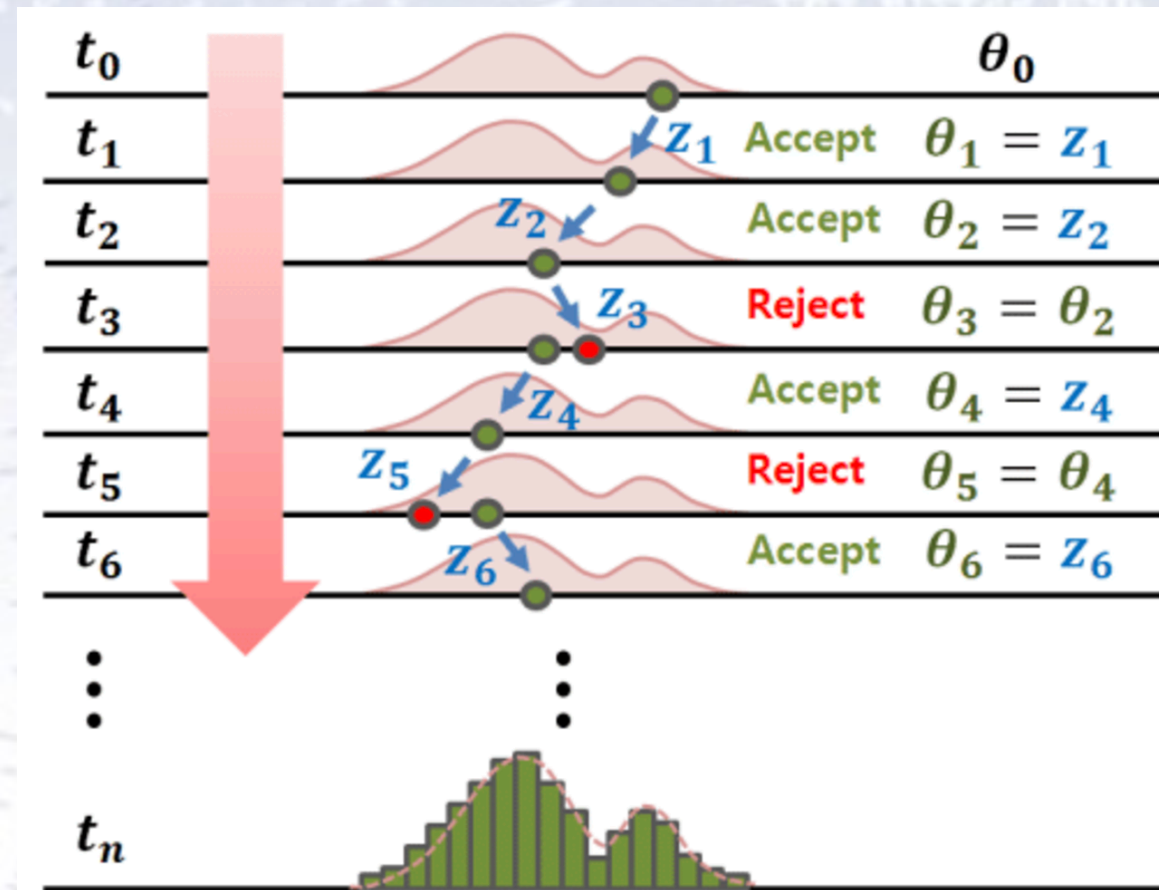 t₀ θ₀
t₁ z₁ Accept θ₁ = z₁
t₂ z₂ Accept θ₂ = z₂
t₃ z₃ Reject θ₃ = θ₂
t₄ z₄ Accept θ₄ = z₄
t₅ z₅ Reject θ₅ = θ₄
t₆ z₆ Accept θ₆ = z₆
tₙ